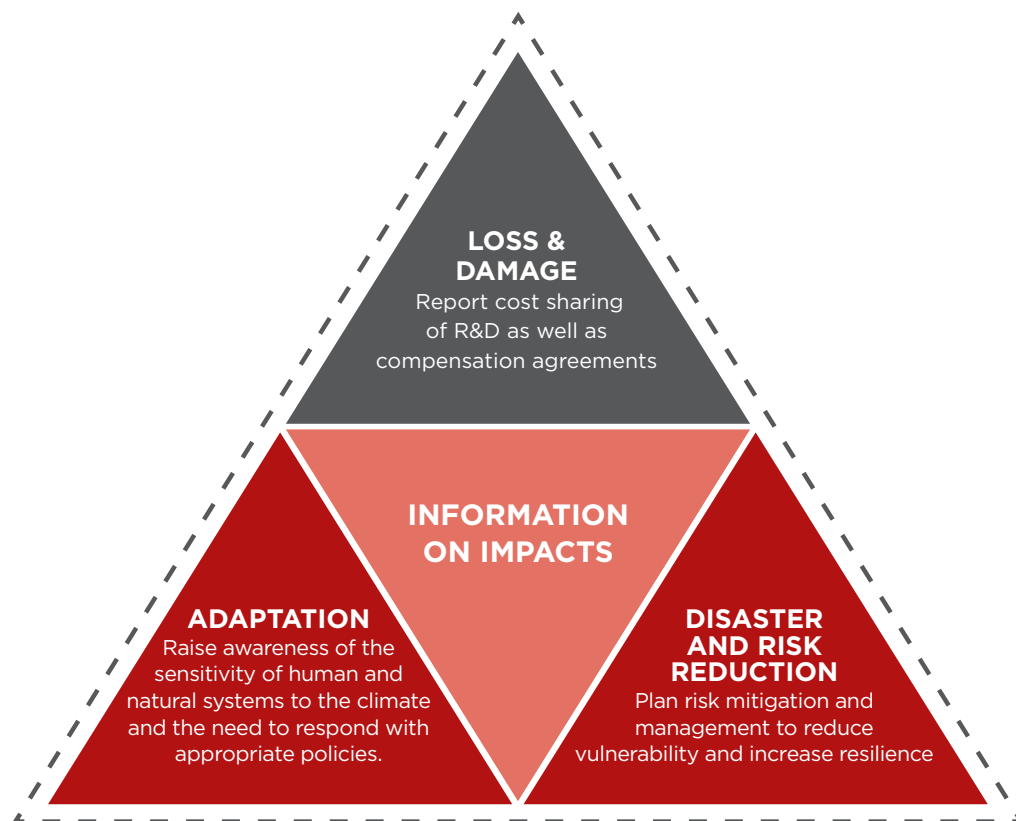 LOSS &
DAMAGE
Report cost sharing
of R&D as well as
compensation agreements
INFORMATION
ON IMPACTS
ADAPTATION
Raise awareness of the
sensitivity of human and
natural systems to the climate
and the need to respond with
appropriate policies.
DISASTER
AND RISK
REDUCTION
Plan risk mitigation and
management to reduce
vulnerability and increase resilience